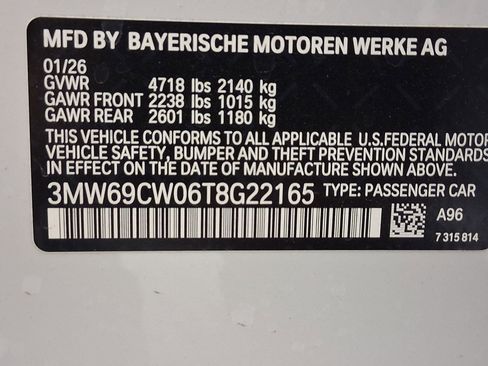 MFD BY BAYERISCHE MOTOREN WERKE AG
01/26
GVWR 4718 lbs 2140 kg
GAWR FRONT 2238 lbs 1015 kg
GAWR REAR 2601 lbs 1180 kg
THIS VEHICLE CONFORMS TO ALL APPLICABLE U.S.FEDERAL MOTOR
VEHICLE SAFETY, BUMPER AND THEFT PREVENTION STANDARDS
IN EFFECT ON THE DATE OF MANUFACTURE SHOWN ABOVE.
3MW69CW06T8G22165 TYPE: PASSENGER CAR
A96
7 315 814